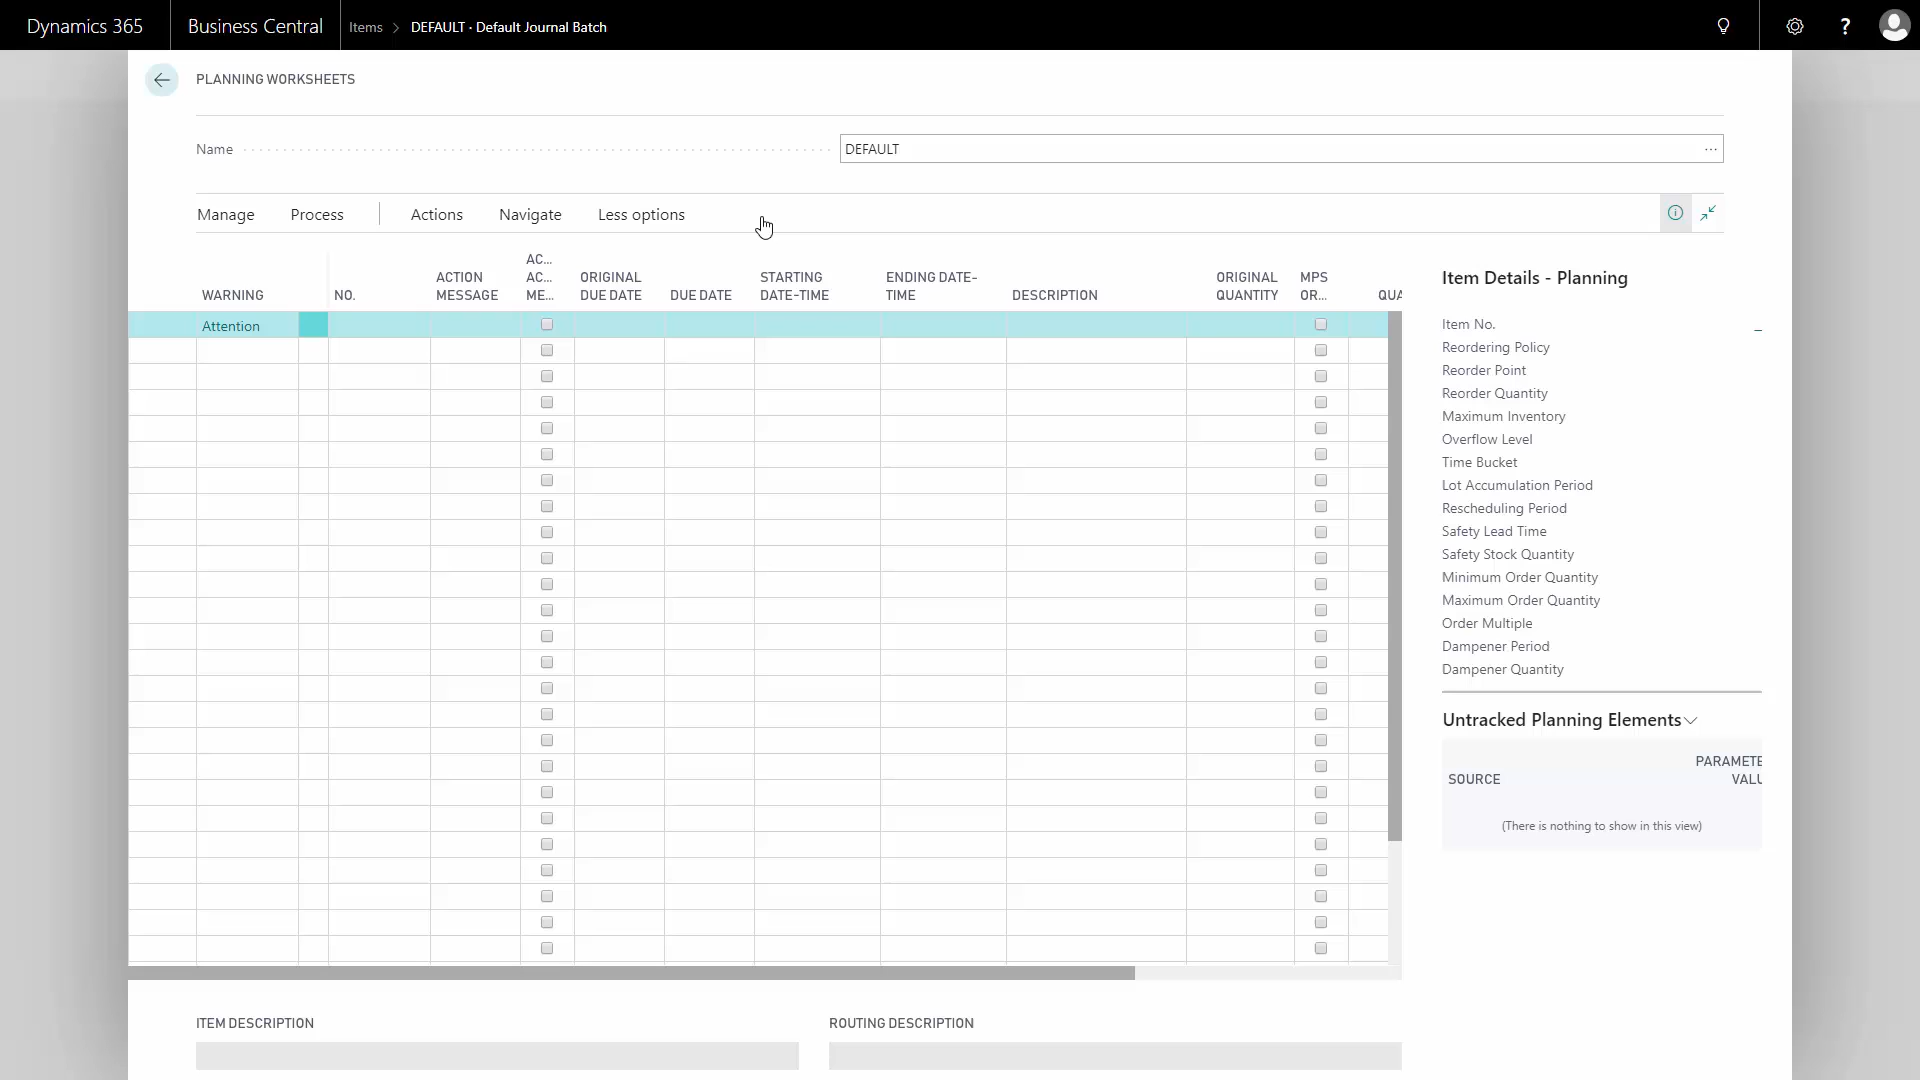 Dynamics 365
Business Central
Items > DEFAULT · Default Journal Batch
?
PLANNING WORKSHEETS
Name
DEFAULT
...
Manage
Process
Actions
Navigate
Less options
WARNING
NO.
ACTION
MESSAGE
AC...
AC...
ME...
ORIGINAL
DUE DATE
DUE DATE
STARTING
DATE-TIME
ENDING DATE-
TIME
DESCRIPTION
ORIGINAL
QUANTITY
MPS
OR...
QUA
Attention
Item Details - Planning
Item No.
_
Reordering Policy
Reorder Point
Reorder Quantity
Maximum Inventory
Overflow Level
Time Bucket
Lot Accumulation Period
Rescheduling Period
Safety Lead Time
Safety Stock Quantity
Minimum Order Quantity
Maximum Order Quantity
Order Multiple
Dampener Period
Dampener Quantity
Untracked Planning Elements
SOURCE
PARAMETE
VALU
(There is nothing to show in this view)
ITEM DESCRIPTION
ROUTING DESCRIPTION